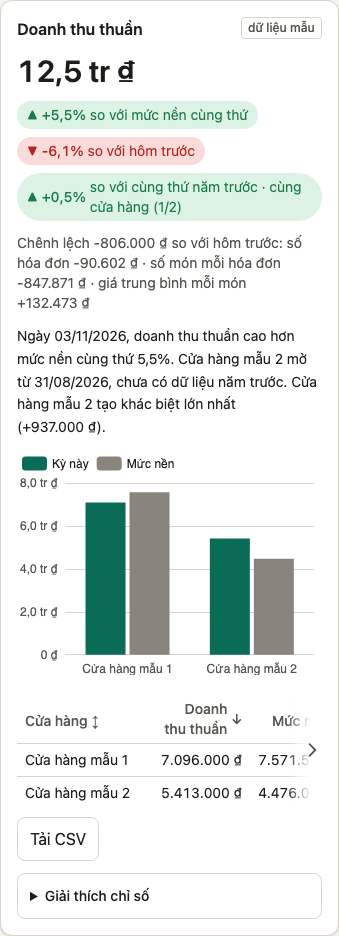 Doanh thu thuần
dữ liệu mẫu
12,5 tr ₫
▲ +5,5% so với mức nền cùng thứ
▼ -6,1% so với hôm trước
▲ +0,5% so với cùng thứ năm trước · cùng
cửa hàng (1/2)
Chênh lệch -806.000 ₫ so với hôm trước: số
hóa đơn -90.602 ₫ · số món mỗi hóa đơn
-847.871 ₫ · giá trung bình mỗi món
+132.473 ₫
Ngày 03/11/2026, doanh thu thuần cao hơn
mức nền cùng thứ 5,5%. Cửa hàng mẫu 2 mở
từ 31/08/2026, chưa có dữ liệu năm trước. Cửa
hàng mẫu 2 tạo khác biệt lớn nhất
(+937.000 ₫).
Kỳ này Mức nền
8,0 tr ₫
6,0 tr ₫
4,0 tr ₫
2,0 tr ₫
0 ₫
Cửa hàng mẫu 1 Cửa hàng mẫu 2
Cửa hàng ↕ Doanh
thu thuần ↓ Mức
Cửa hàng mẫu 1 7.096.000 ₫ 7.571.5
Cửa hàng mẫu 2 5.413.000 ₫ 4.476.0
Tải CSV
▶ Giải thích chỉ số